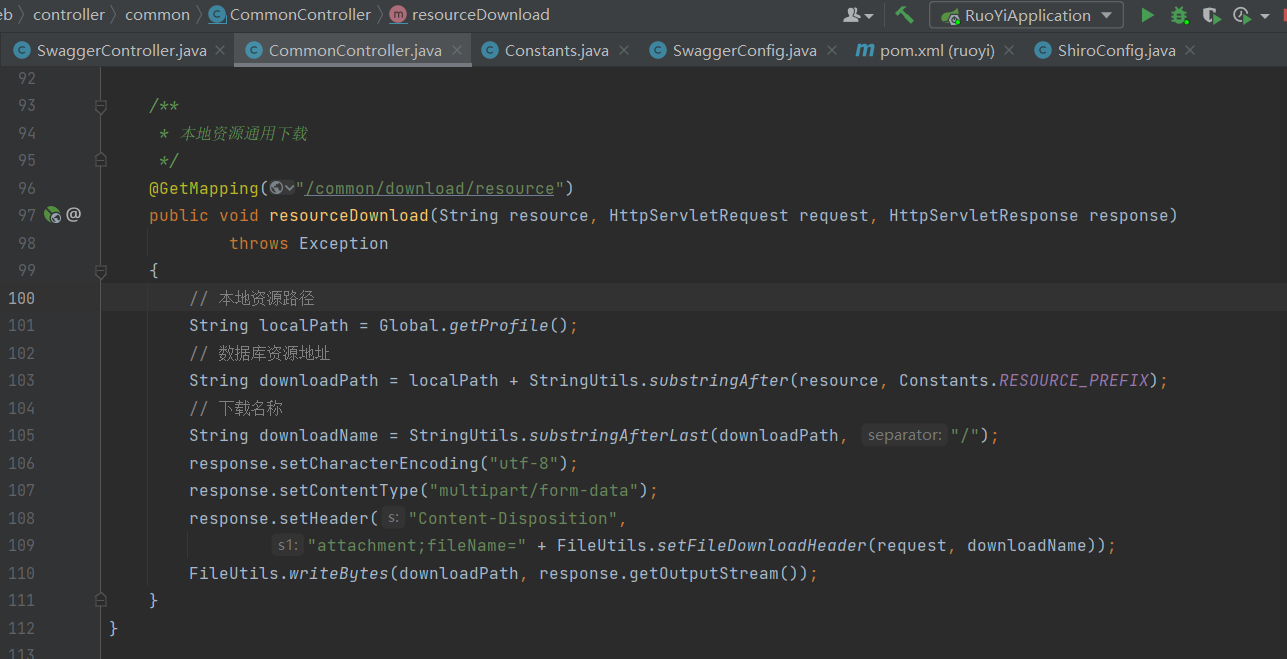 eb controller common CommonController resourceDownload RuoYiApplication
SwaggerController.java CommonController.java Constants.java SwaggerConfig.java pom.xml (ruoyi) ShiroConfig.java
92
93 /**
94 * 本地资源通用下载
95 */
96 @GetMapping("/common/download/resource")
97 public void resourceDownload(String resource, HttpServletRequest request, HttpServletResponse response)
98 throws Exception
99 {
100 // 本地资源路径
101 String localPath = Global.getProfile();
102 // 数据库资源地址
103 String downloadPath = localPath + StringUtils.substringAfter(resource, Constants.RESOURCE_PREFIX);
104 // 下载名称
105 String downloadName = StringUtils.substringAfterLast(downloadPath, separator: "/");
106 response.setCharacterEncoding("utf-8");
107 response.setContentType("multipart/form-data");
108 response.setHeader( s: "Content-Disposition",
109 s1: "attachment;fileName=" + FileUtils.setFileDownloadHeader(request, downloadName));
110 FileUtils.writeBytes(downloadPath, response.getOutputStream());
111 }
112 }
113